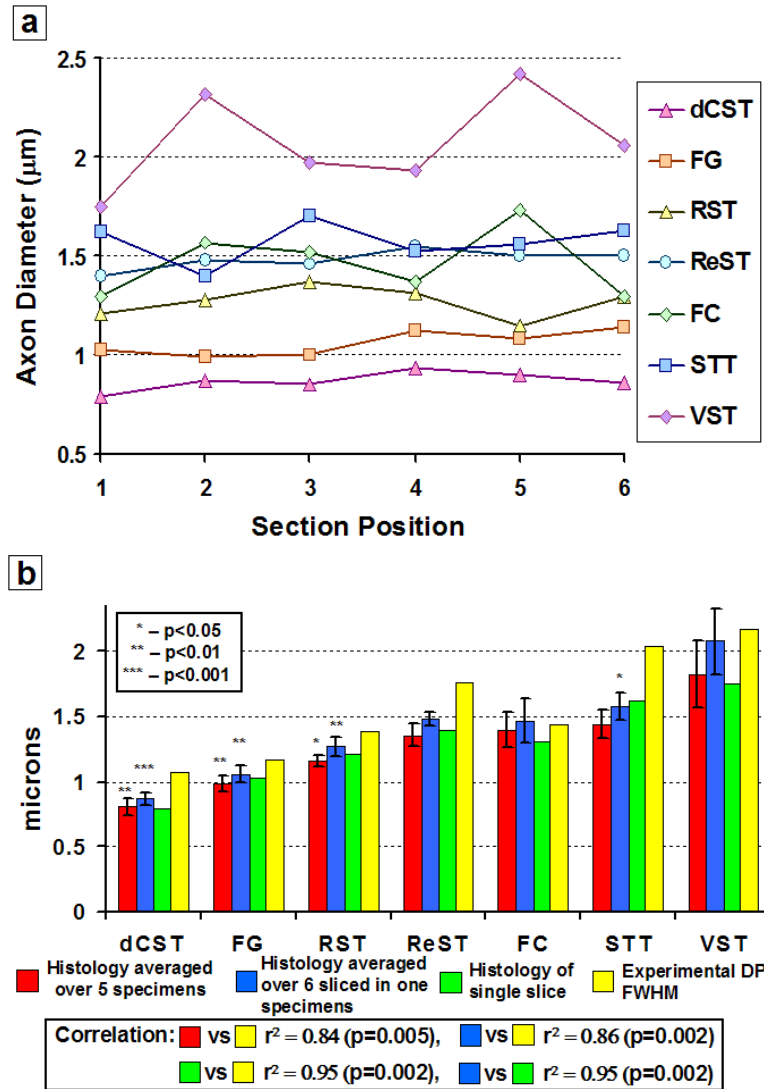 a
2.5
2
1.5
1
0.5
Axon Diameter (μm)
1 2 3 4 5 6
Section Position
dCST
FG
RST
ReST
FC
STT
VST
b
* – p<0.05
** – p<0.01
*** – p<0.001
2
1.5
1
0.5
0
microns
** *** ** ** * ** *
dCST FG RST ReST FC STT VST
Histology averaged
over 5 specimens
Histology averaged
over 6 sliced in one
specimens
Histology of
single slice
Experimental DP
FWHM
Correlation: vs r² = 0.84 (p=0.005), vs r² = 0.86 (p=0.002)
vs r² = 0.95 (p=0.002), vs r² = 0.95 (p=0.002)